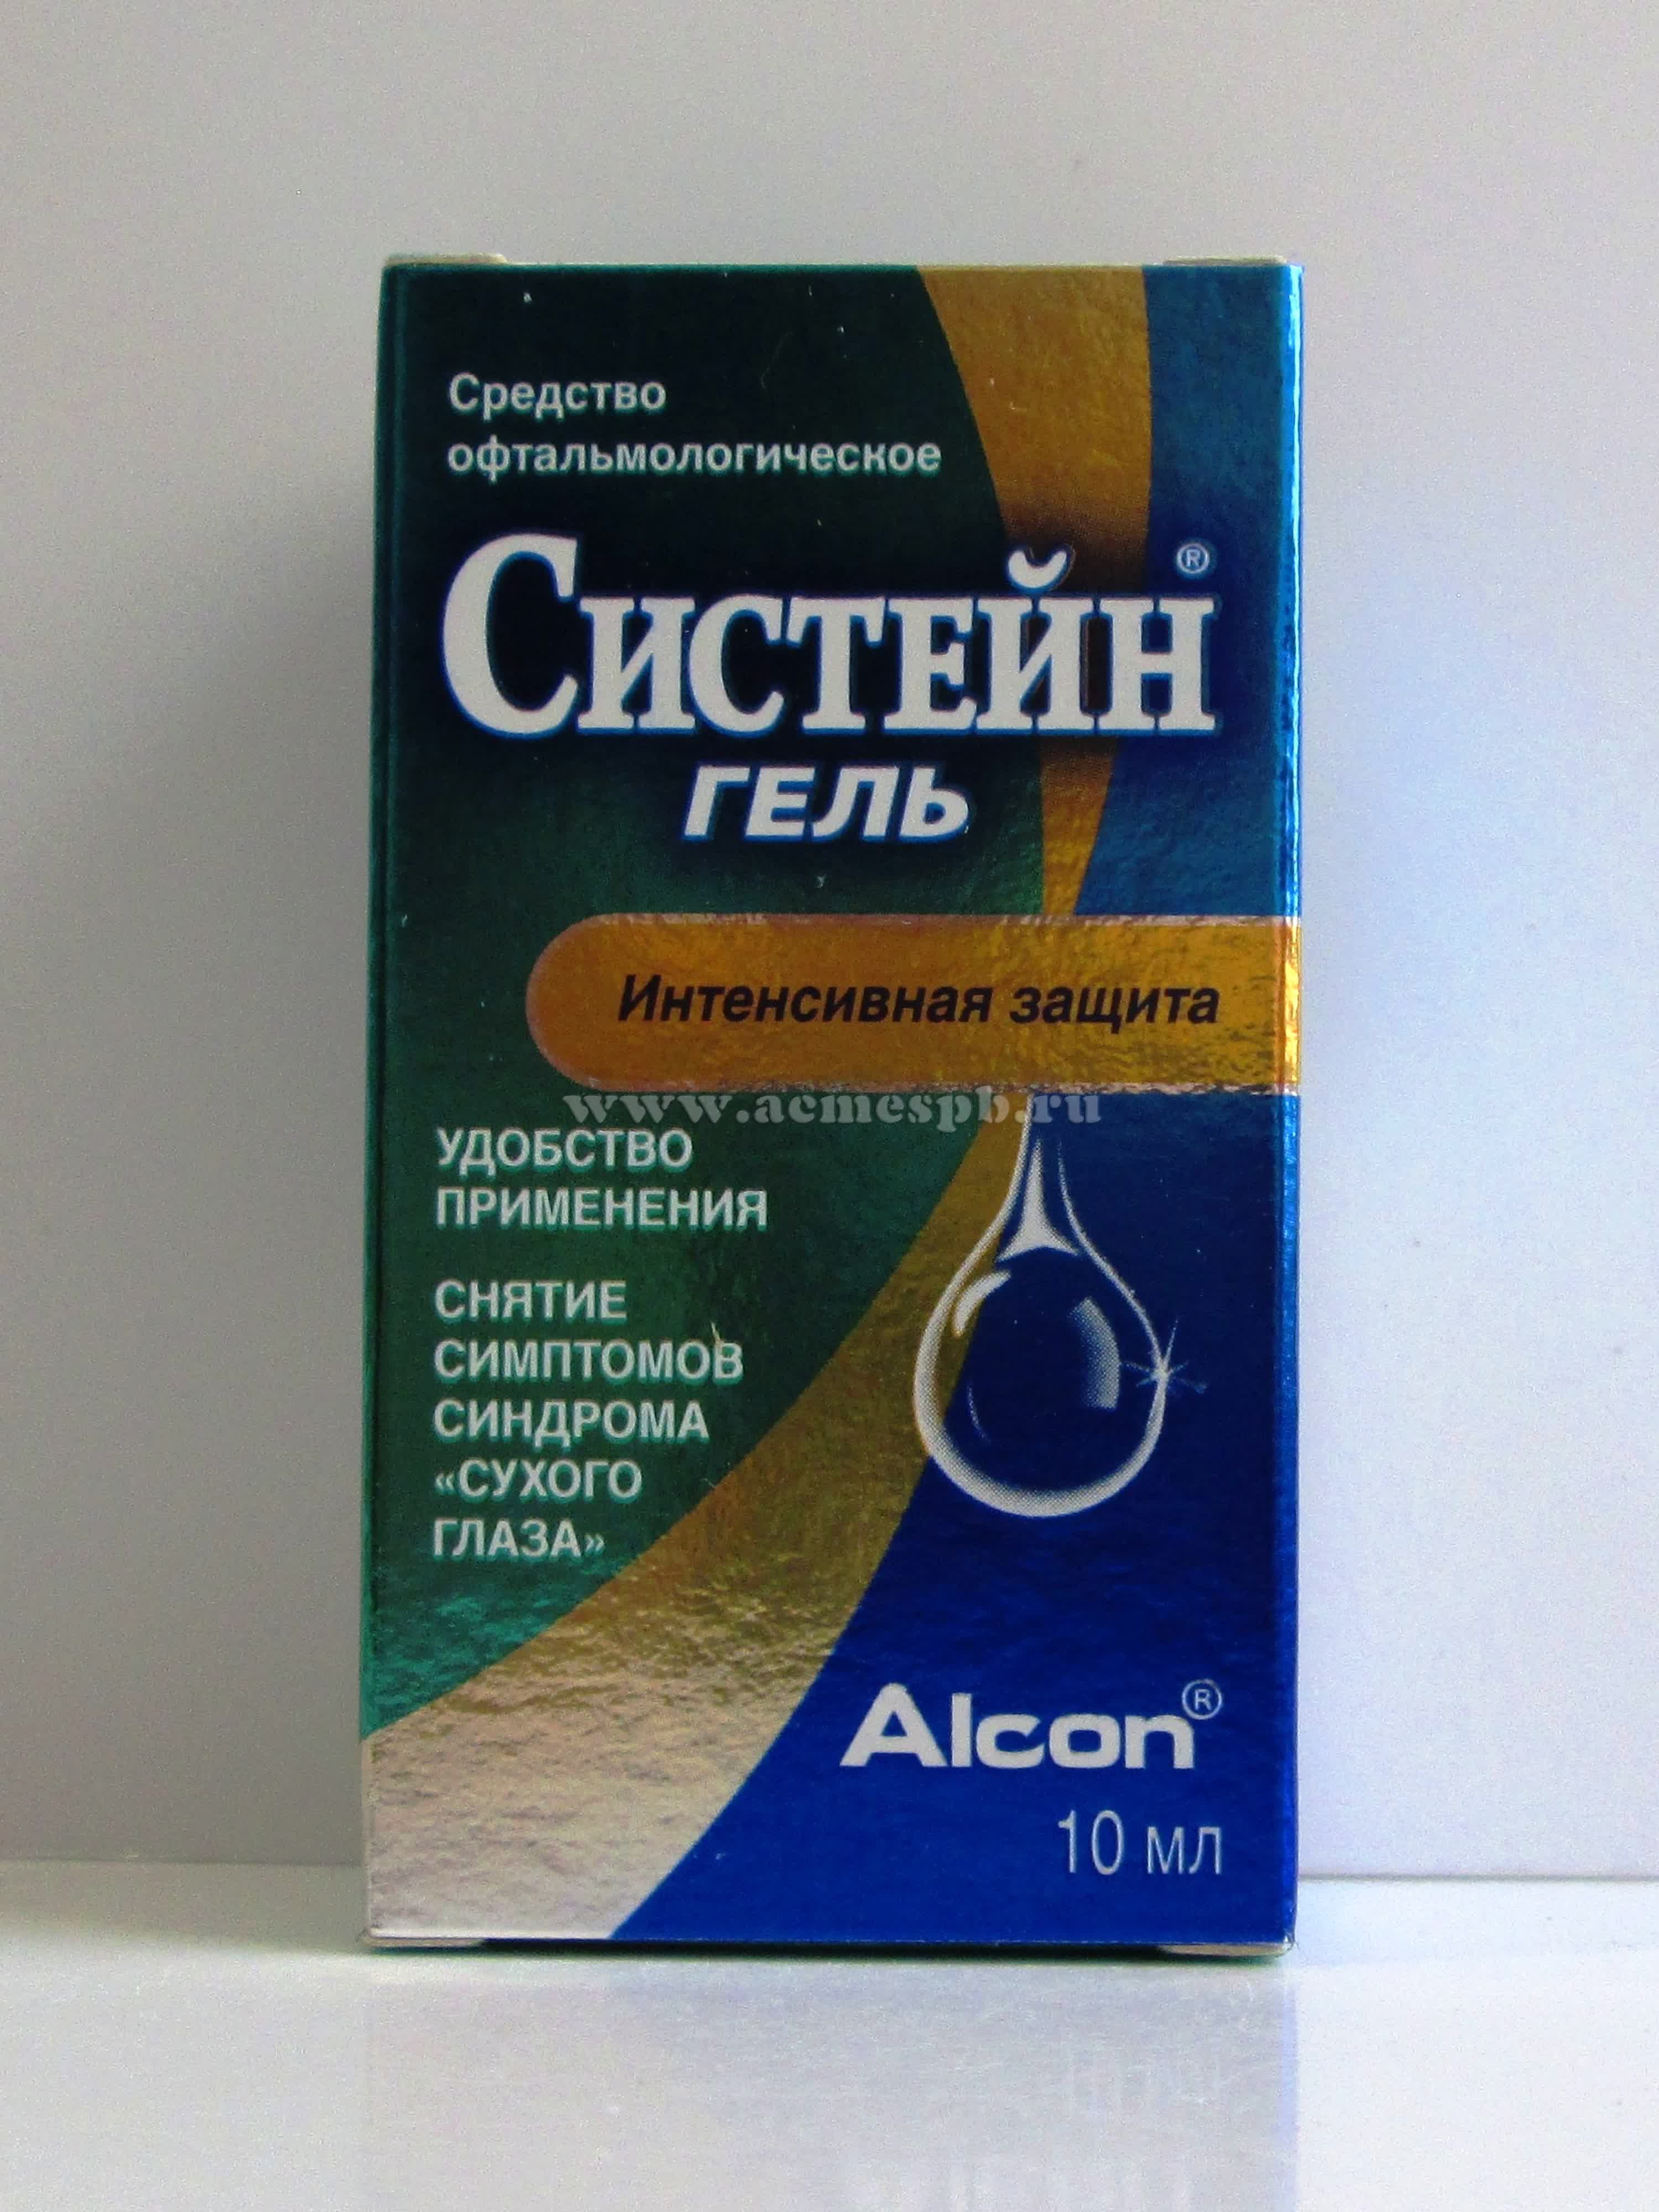 Средство
офтальмологическое
Систейн®
гель
Интенсивная защита
www.acmespb.ru
УДОБСТВО
ПРИМЕНЕНИЯ
СНЯТИЕ
СИМПТОМОВ
СИНДРОМА
«СУХОГО
ГЛАЗА»
Alcon®
10 мл